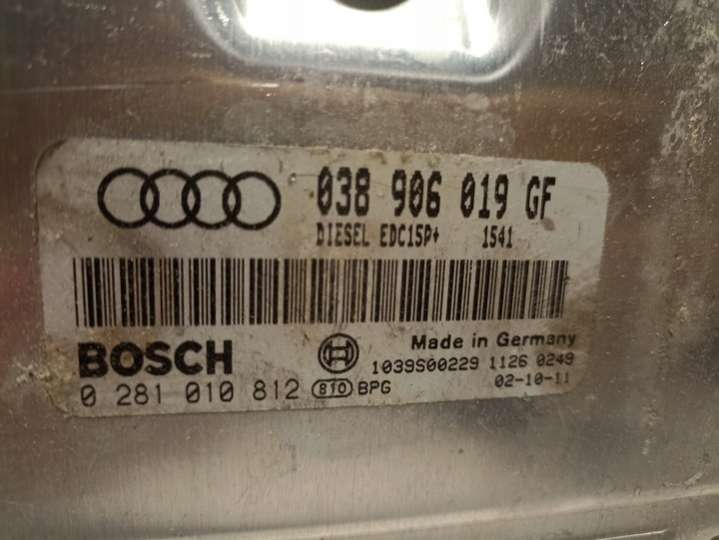 038 906 019 GF
DIESEL EDC15P+ 1541
BOSCH
Made in Germany
1039S00229 1126 0249
0 281 010 812 810 BPG
02-10-11